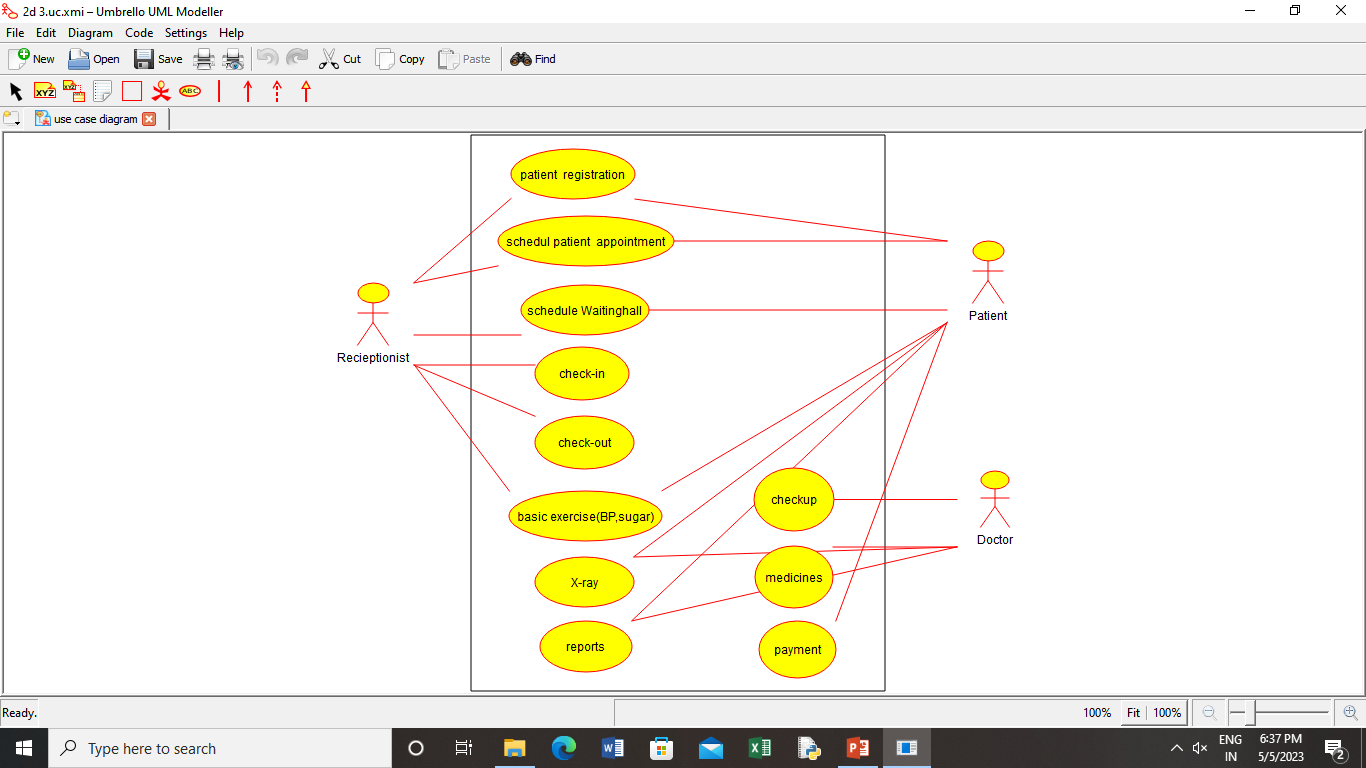 2d 3.uc.xmi – Umbrello UML Modeller
File Edit Diagram Code Settings Help
New Open Save Cut Copy Paste Find
XYZ XYZ ABC
use case diagram
patient registration
schedul patient appointment
schedule Waitinghall
check-in
check-out
basic exercise(BP,sugar)
X-ray
reports
checkup
medicines
payment
Recieptionist
Patient
Doctor
Ready.
100% Fit 100%
Type here to search
ENG
IN
6:37 PM
5/5/2023
2